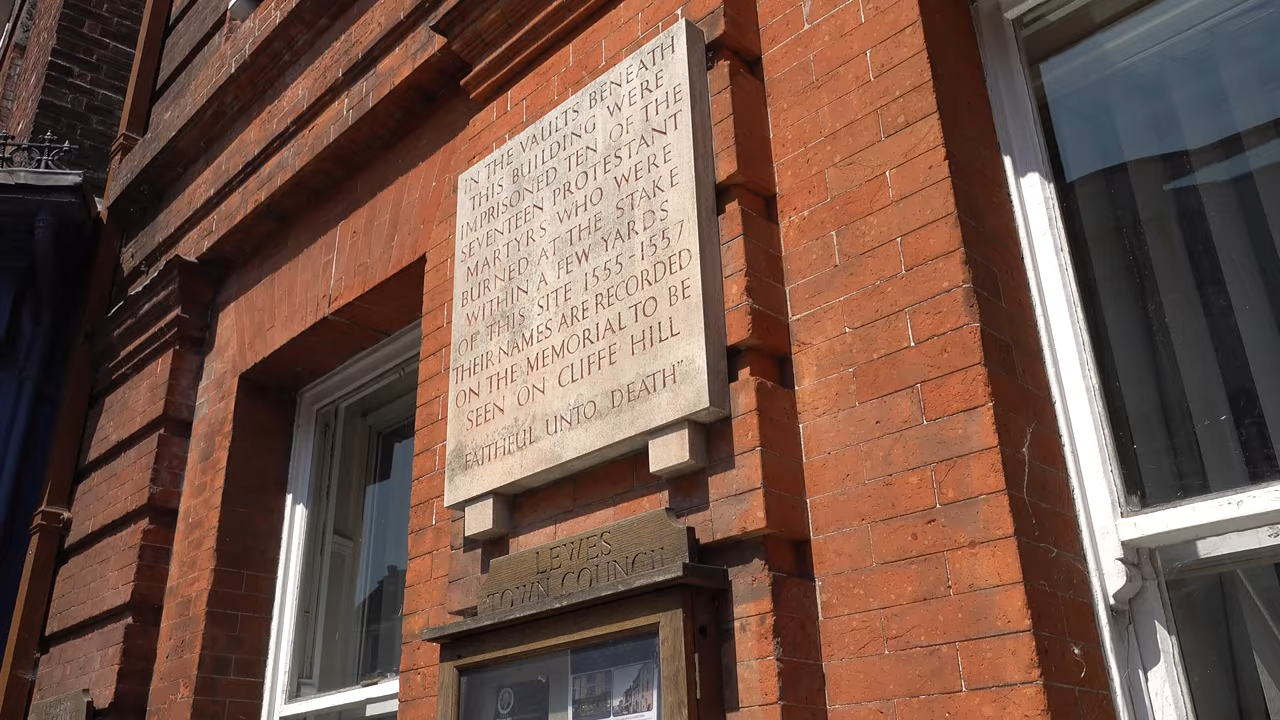 IN THE VAULTS BENEATH
THIS BUILDING WERE
IMPRISONED TEN OF THE
SEVENTEEN PROTESTANT
MARTYRS WHO WERE
BURNED AT THE STAKE
WITHIN A FEW YARDS
OF THIS SITE 1555-1557
THEIR NAMES ARE RECORDED
ON THE MEMORIAL TO BE
SEEN ON CLIFFE HILL
FAITHFUL UNTO DEATH"
LEWES
TOWN COUNCIL